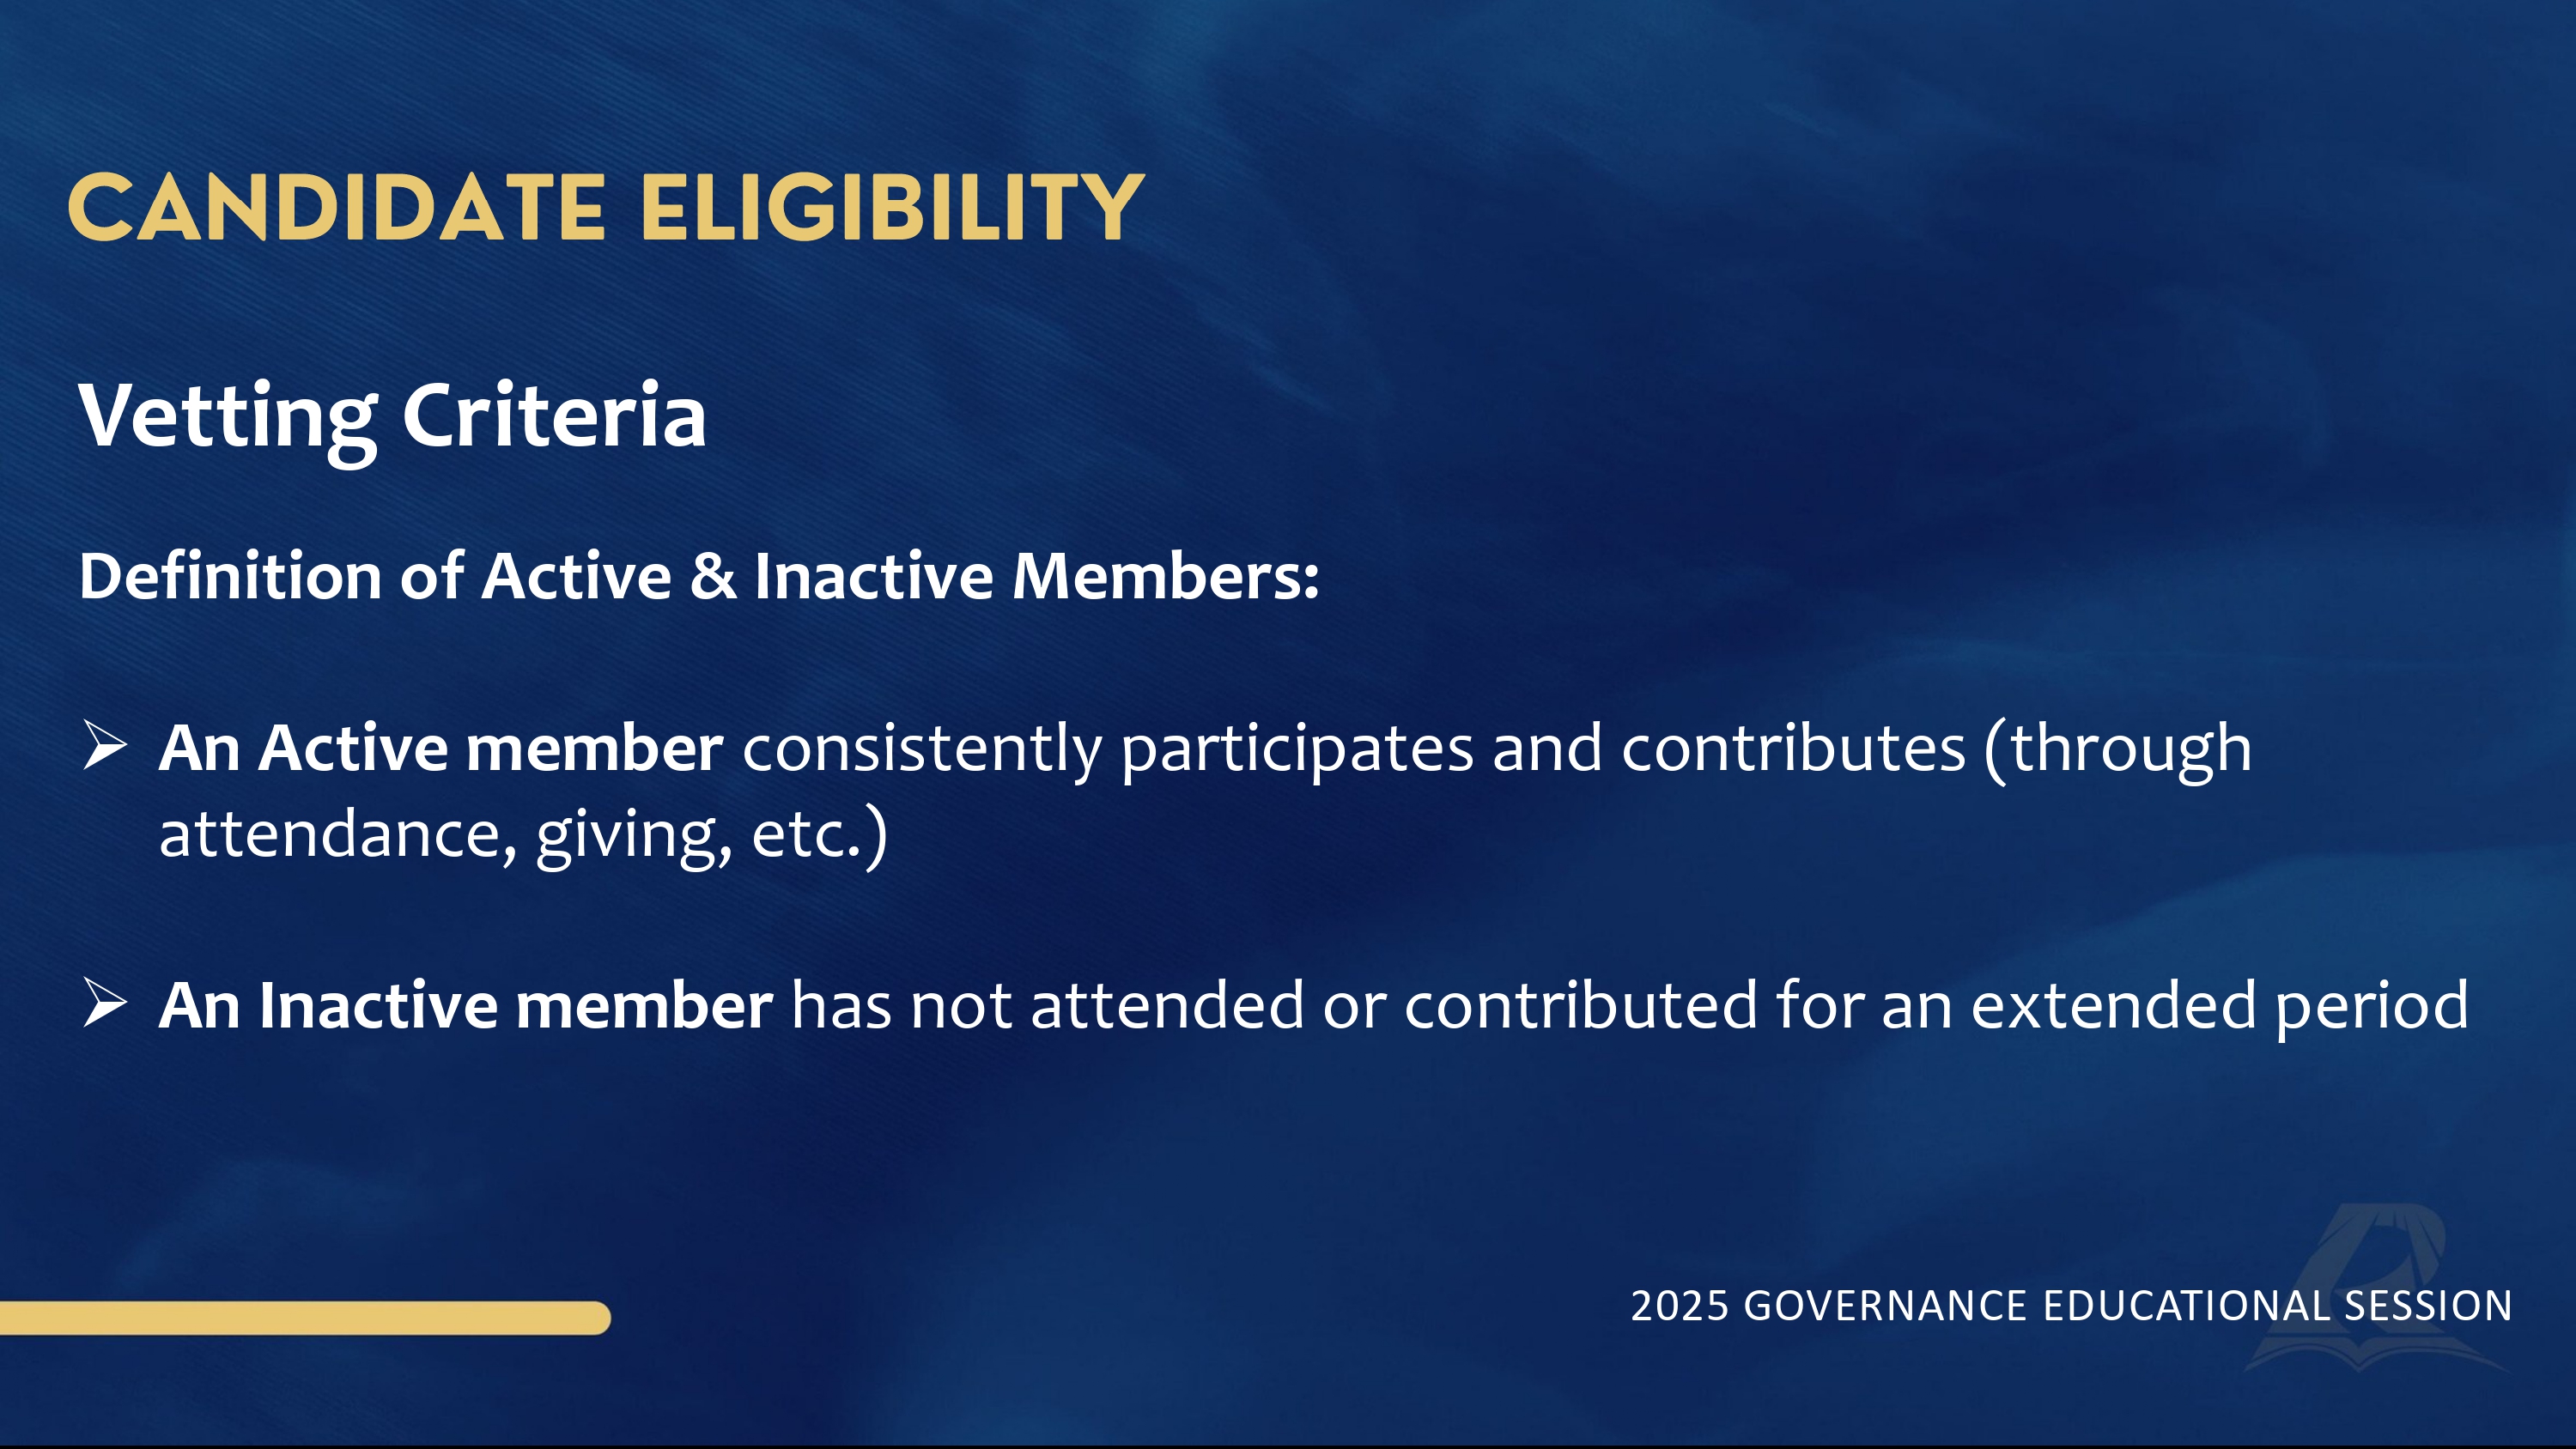 CANDIDATE ELIGIBILITY
Vetting Criteria
Definition of Active & Inactive Members:
➢ An Active member consistently participates and contributes (through
attendance, giving, etc.)
➢ An Inactive member has not attended or contributed for an extended period
2025 GOVERNANCE EDUCATIONAL SESSION